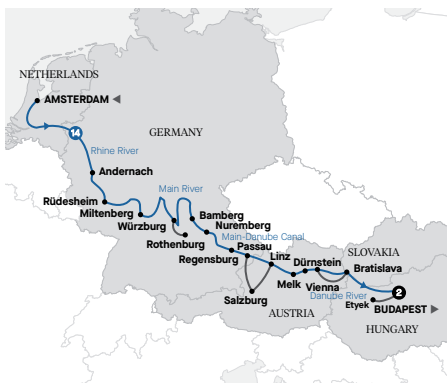 NETHERLANDS
AMSTERDAM
14
GERMANY
Rhine River
Andernach
Main River
Rüdesheim
Miltenberg
Bamberg
Würzburg
Nuremberg
Rothenburg
Main-Danube Canal
Passau
Regensburg
Linz
SLOVAKIA
Dürnstein
Bratislava
Melk
Vienna
Danube River
2
Salzburg
Etyek
AUSTRIA
BUDAPEST
HUNGARY